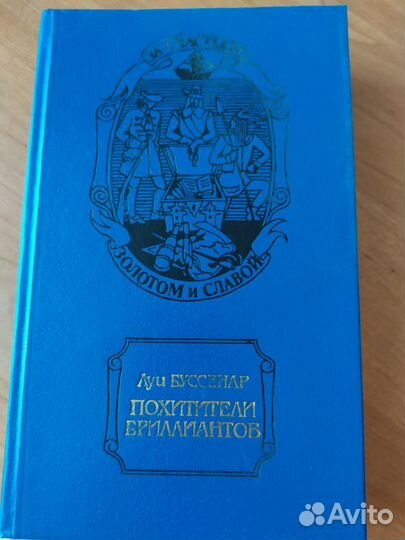 ЗОЛОТОМ И СЛАВОЙ
Луи БУССЕНАР
ПОХИТИТЕЛИ
БРИЛЛИАНТОВ
Avito